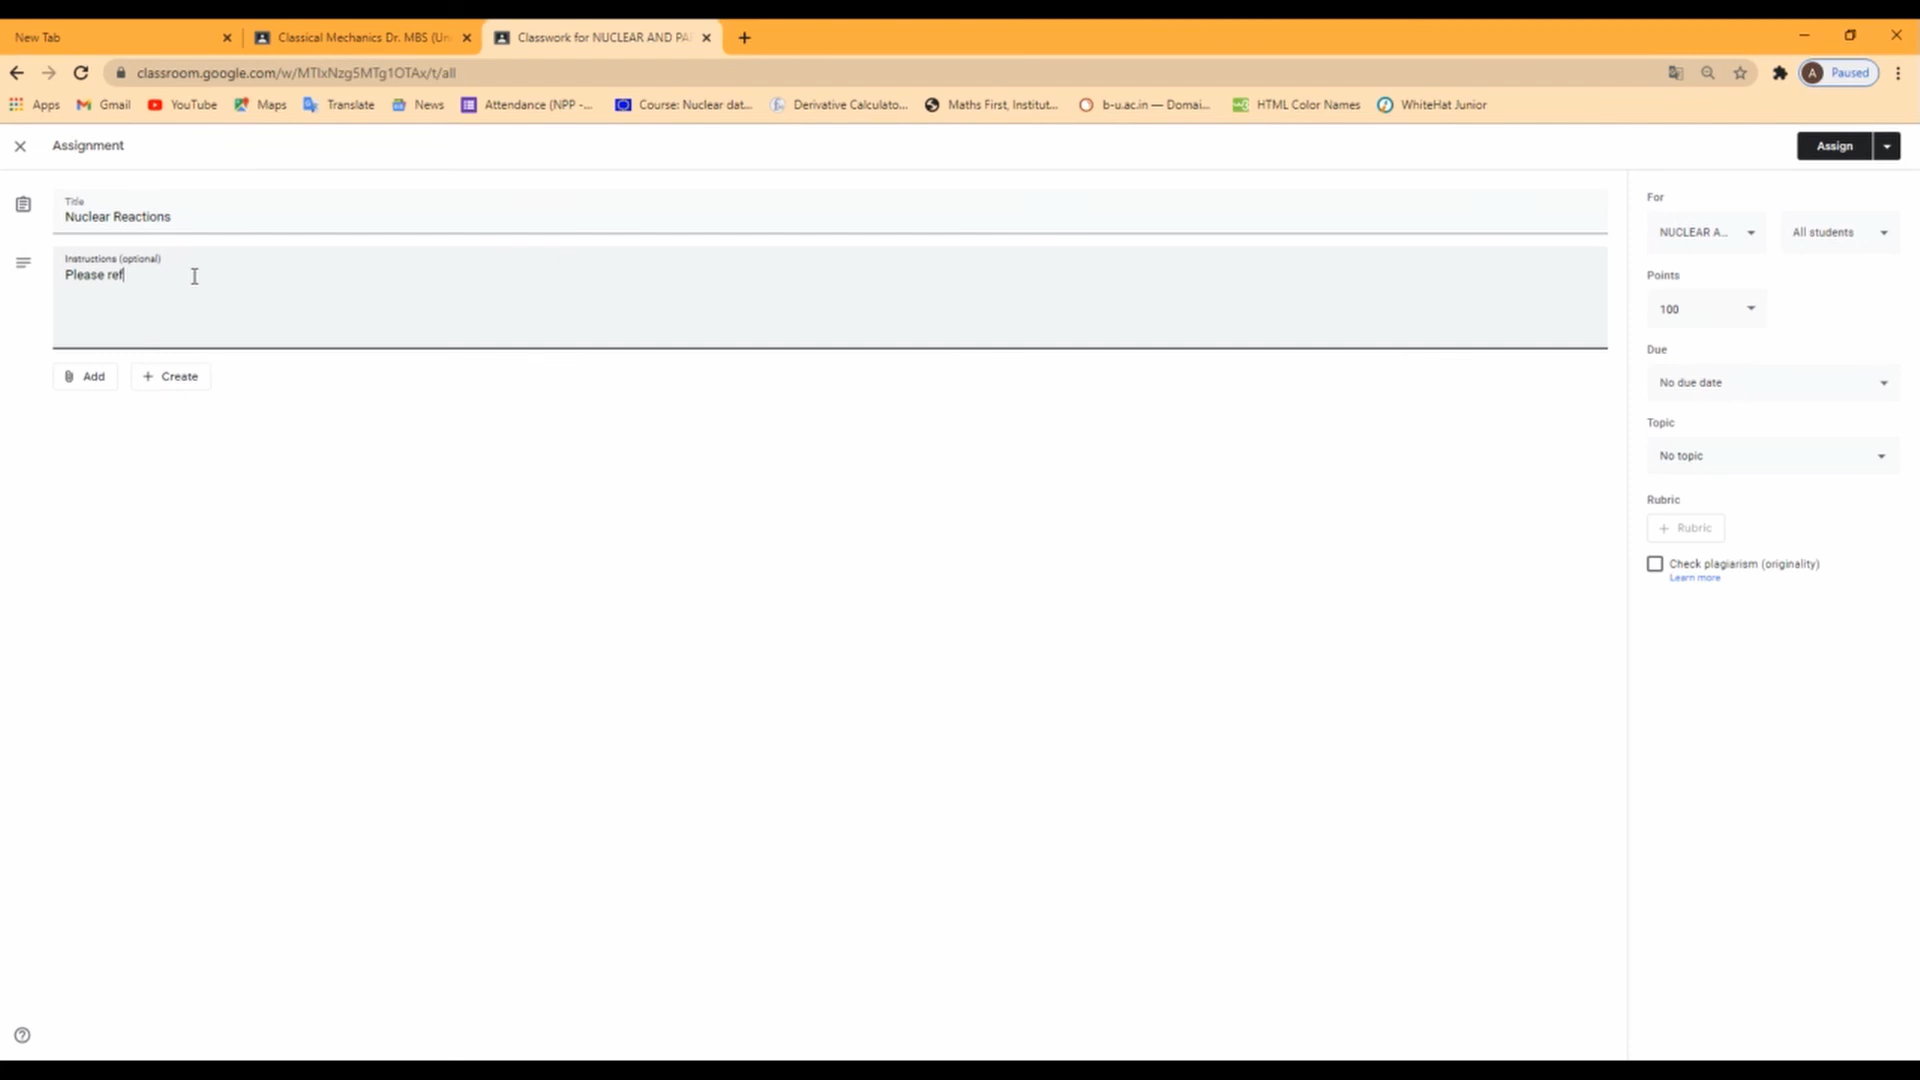 New Tab
Classical Mechanics Dr. MBS (Un
Classwork for NUCLEAR AND PA
classroom.google.com/w/MTIxNzg5MTg1OTAx/t/all
A Paused
Apps
Gmail
YouTube
Maps
Translate
News
Attendance (NPP -...
Course: Nuclear dat...
Derivative Calculato...
Maths First, Institut...
b-u.ac.in — Domai...
HTML Color Names
WhiteHat Junior
Assignment
Assign
Title
Nuclear Reactions
Instructions (optional)
Please ref
Add
+ Create
For
NUCLEAR A...
All students
Points
100
Due
No due date
Topic
No topic
Rubric
+ Rubric
Check plagiarism (originality)
Learn more